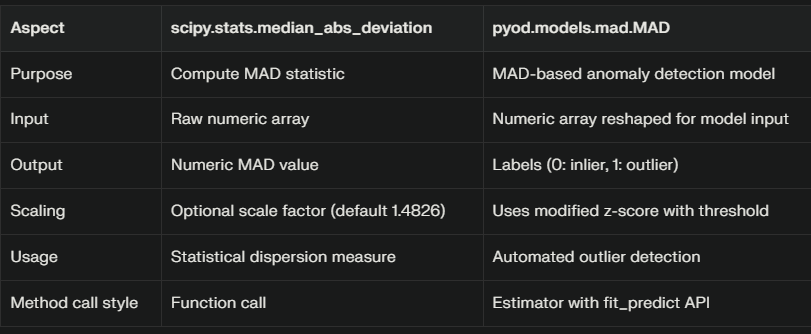 Aspect scipy.stats.median_abs_deviation pyod.models.mad.MAD
Purpose Compute MAD statistic MAD-based anomaly detection model
Input Raw numeric array Numeric array reshaped for model input
Output Numeric MAD value Labels (0: inlier, 1: outlier)
Scaling Optional scale factor (default 1.4826) Uses modified z-score with threshold
Usage Statistical dispersion measure Automated outlier detection
Method call style Function call Estimator with fit_predict API